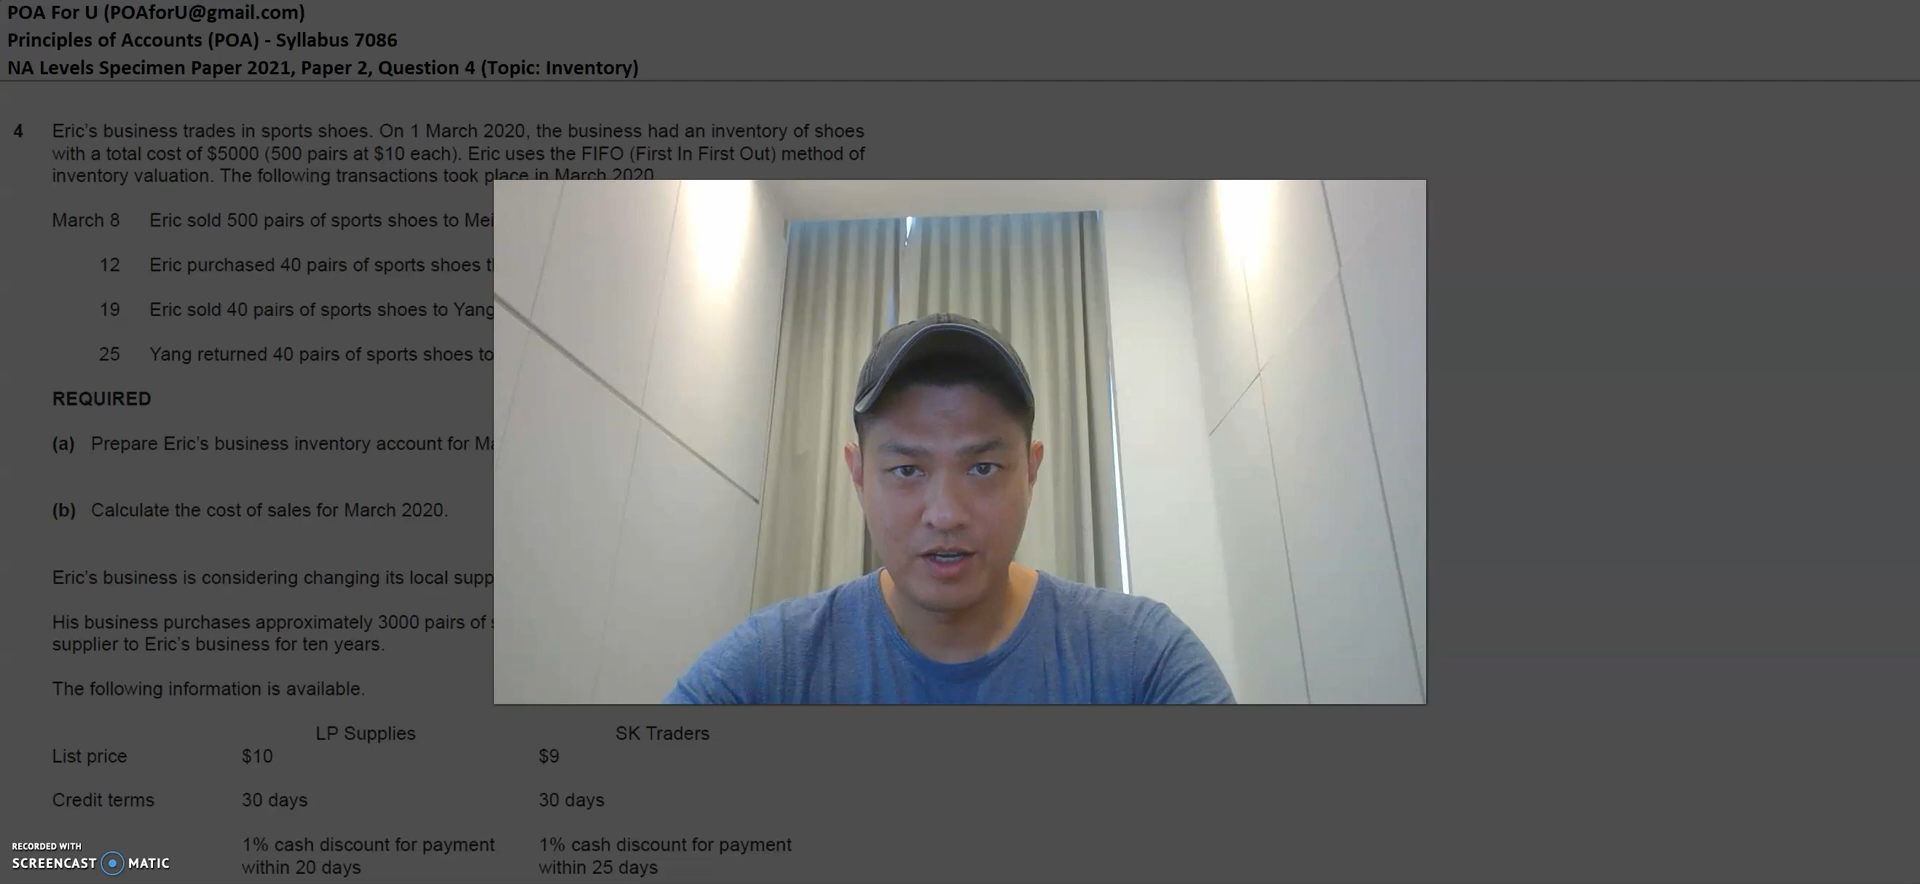 POA For U (POAforU@gmail.com)
Principles of Accounts (POA) - Syllabus 7086
NA Levels Specimen Paper 2021, Paper 2, Question 4 (Topic: Inventory)
4 Eric's business trades in sports shoes. On 1 March 2020, the business had an inventory of shoes
with a total cost of $5000 (500 pairs at $10 each). Eric uses the FIFO (First In First Out) method of
inventory valuation. The following transactions took place in March 2020
March 8 Eric sold 500 pairs of sports shoes to Mei
12 Eric purchased 40 pairs of sports shoes
19 Eric sold 40 pairs of sports shoes to Yang
25 Yang returned 40 pairs of sports shoes to
REQUIRED
(a) Prepare Eric's business inventory account for
(b) Calculate the cost of sales for March 2020.
Eric's business is considering changing its local
His business purchases approximately 3000 pairs of
supplier to Eric's business for ten years.
The following information is available.
LP Supplies SK Traders
List price $10 $9
Credit terms 30 days 30 days
1% cash discount for payment 1% cash discount for payment
within 20 days within 25 days
RECORDED WITH
SCREENCAST MATIC